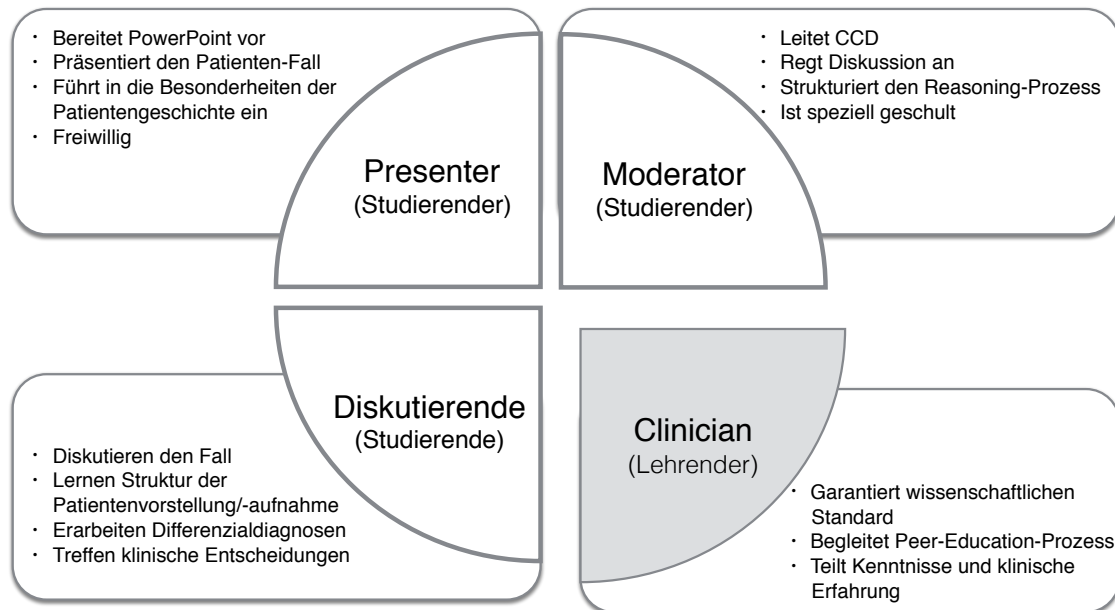 · Bereitet PowerPoint vor
· Präsentiert den Patienten-Fall
· Führt in die Besonderheiten der
Patientengeschichte ein
· Freiwillig
Presenter
(Studierender)
· Leitet CCD
· Regt Diskussion an
· Strukturiert den Reasoning-Prozess
· Ist speziell geschult
Moderator
(Studierender)
Diskutierende
(Studierende)
· Diskutieren den Fall
· Lernen Struktur der
Patientenvorstellung/-aufnahme
· Erarbeiten Differenzialdiagnosen
· Treffen klinische Entscheidungen
Clinician
(Lehrender)
· Garantiert wissenschaftlichen
Standard
· Begleitet Peer-Education-Prozess
· Teilt Kenntnisse und klinische
Erfahrung